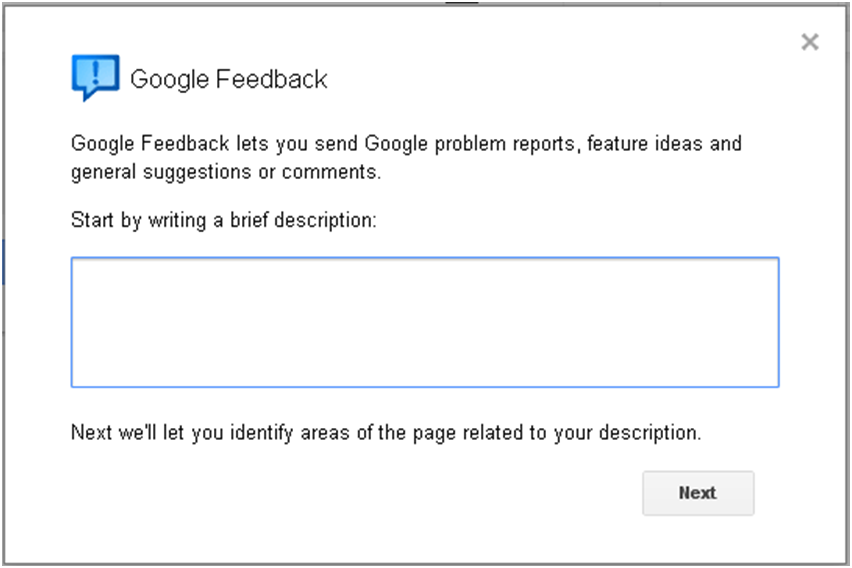 Google Feedback
Google Feedback lets you send Google problem reports, feature ideas and
general suggestions or comments.
Start by writing a brief description:
Next we'll let you identify areas of the page related to your description.
Next